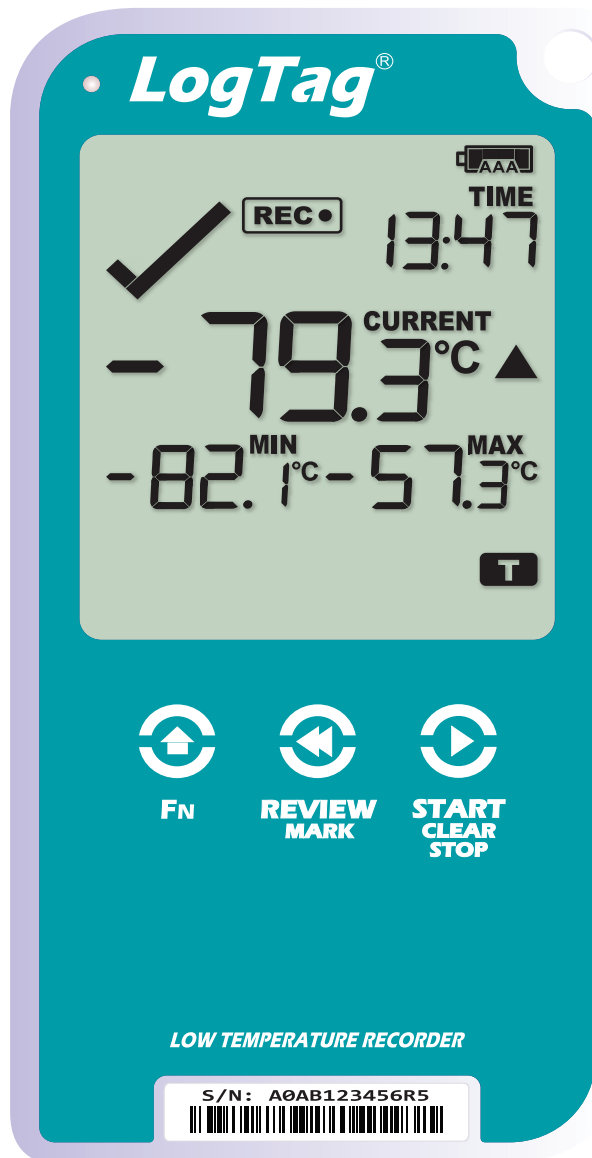 LogTag®
AAA
TIME
REC
13:47
CURRENT
-79.3°C
MIN MAX
-82.1°C -57.3°C
T
FN REVIEW START
MARK CLEAR
STOP
LOW TEMPERATURE RECORDER
S/N: A0AB123456R5